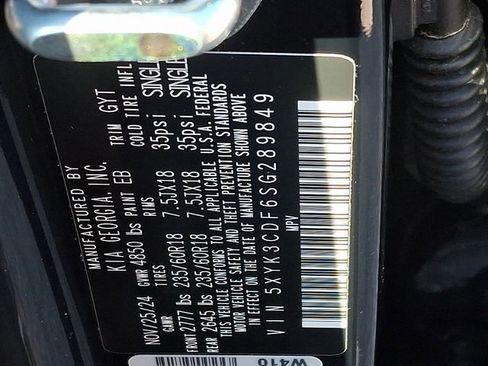 MANUFACTURED BY
KIA GEORGIA, INC.
NOV/25/24 GVWR 4850 lbs PAINT EB TRIM GYT
GAWR TIRES RIMS COLD TIRE INFL
FRONT 2777 lbs 235/60R18 7.5JX18 35psi SINGLE
REAR 2645 lbs 235/60R18 7.5JX18 35psi SINGLE
THIS VEHICLE CONFORMS TO ALL APPLICABLE U.S.A. FEDERAL
MOTOR VEHICLE SAFETY AND THEFT PREVENTION STANDARDS
IN EFFECT ON THE DATE OF MANUFACTURE SHOWN ABOVE
VIN 5XYK3CDF6SG289849
MPV
W410